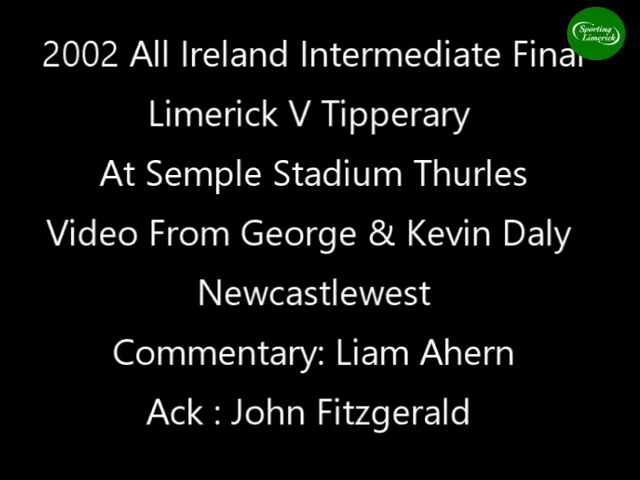 2002 All Ireland Intermediate Final
Sporting
Limerick
Limerick V Tipperary
At Semple Stadium Thurles
Video From George & Kevin Daly
Newcastlewest
Commentary: Liam Ahern
Ack : John Fitzgerald